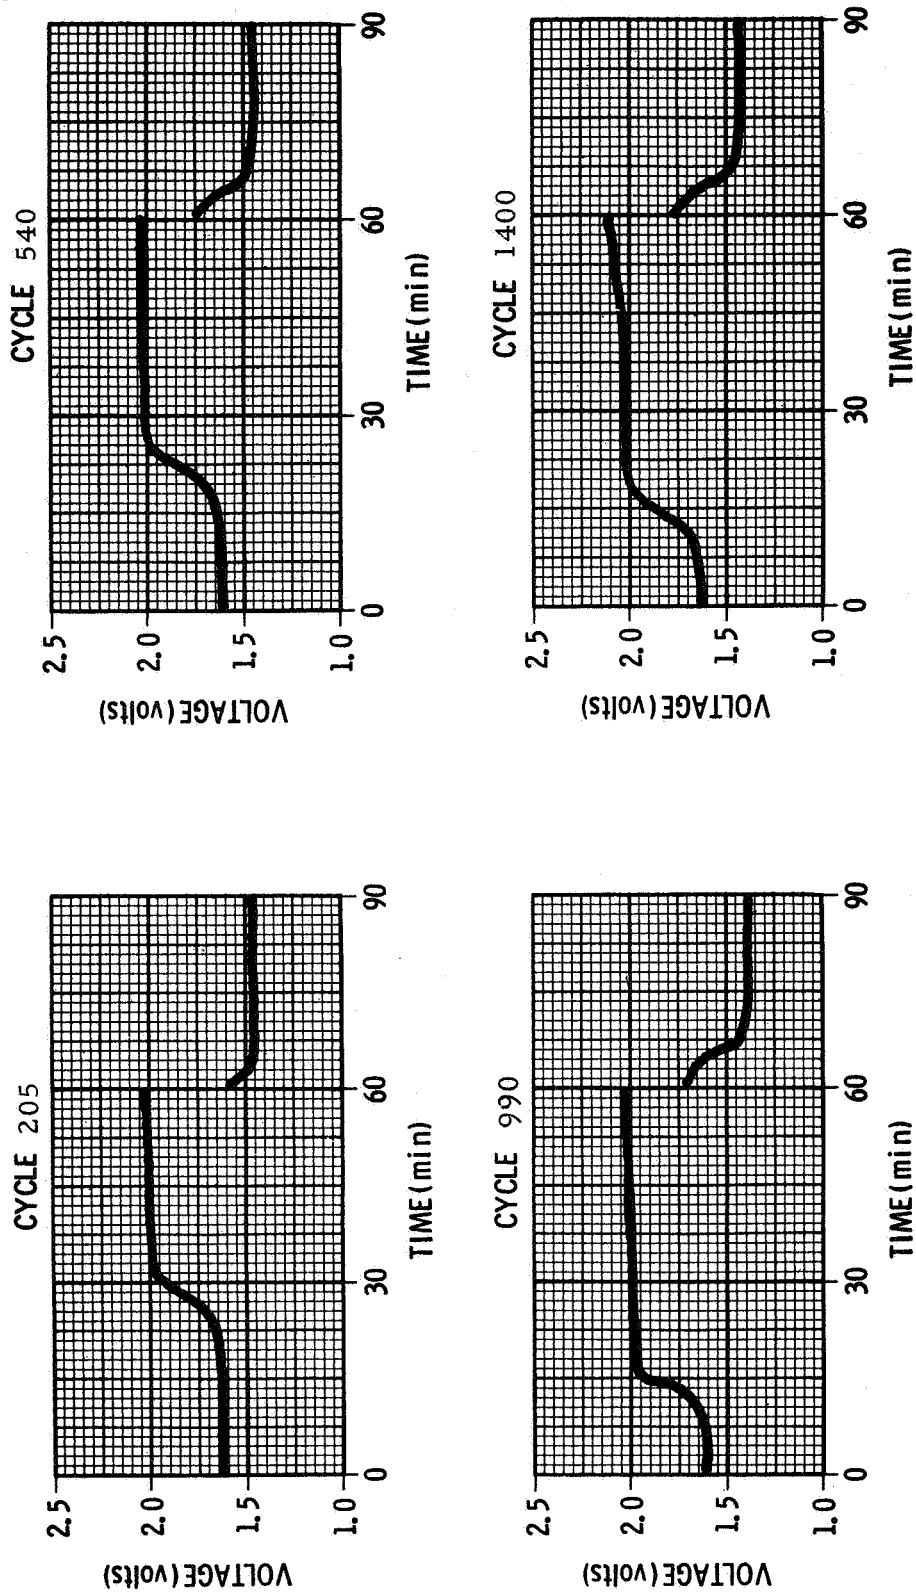 CYCLE 205
VOLTAGE(volts)
2.5
2.0
1.5
1.0
0
30
60
90
TIME(min)
CYCLE 540
VOLTAGE(volts)
2.5
2.0
1.5
1.0
0
30
60
90
TIME(min)
CYCLE 990
VOLTAGE(volts)
2.5
2.0
1.5
1.0
0
30
60
90
TIME(min)
CYCLE 1400
VOLTAGE(volts)
2.5
2.0
1.5
1.0
0
30
60
90
TIME(min)